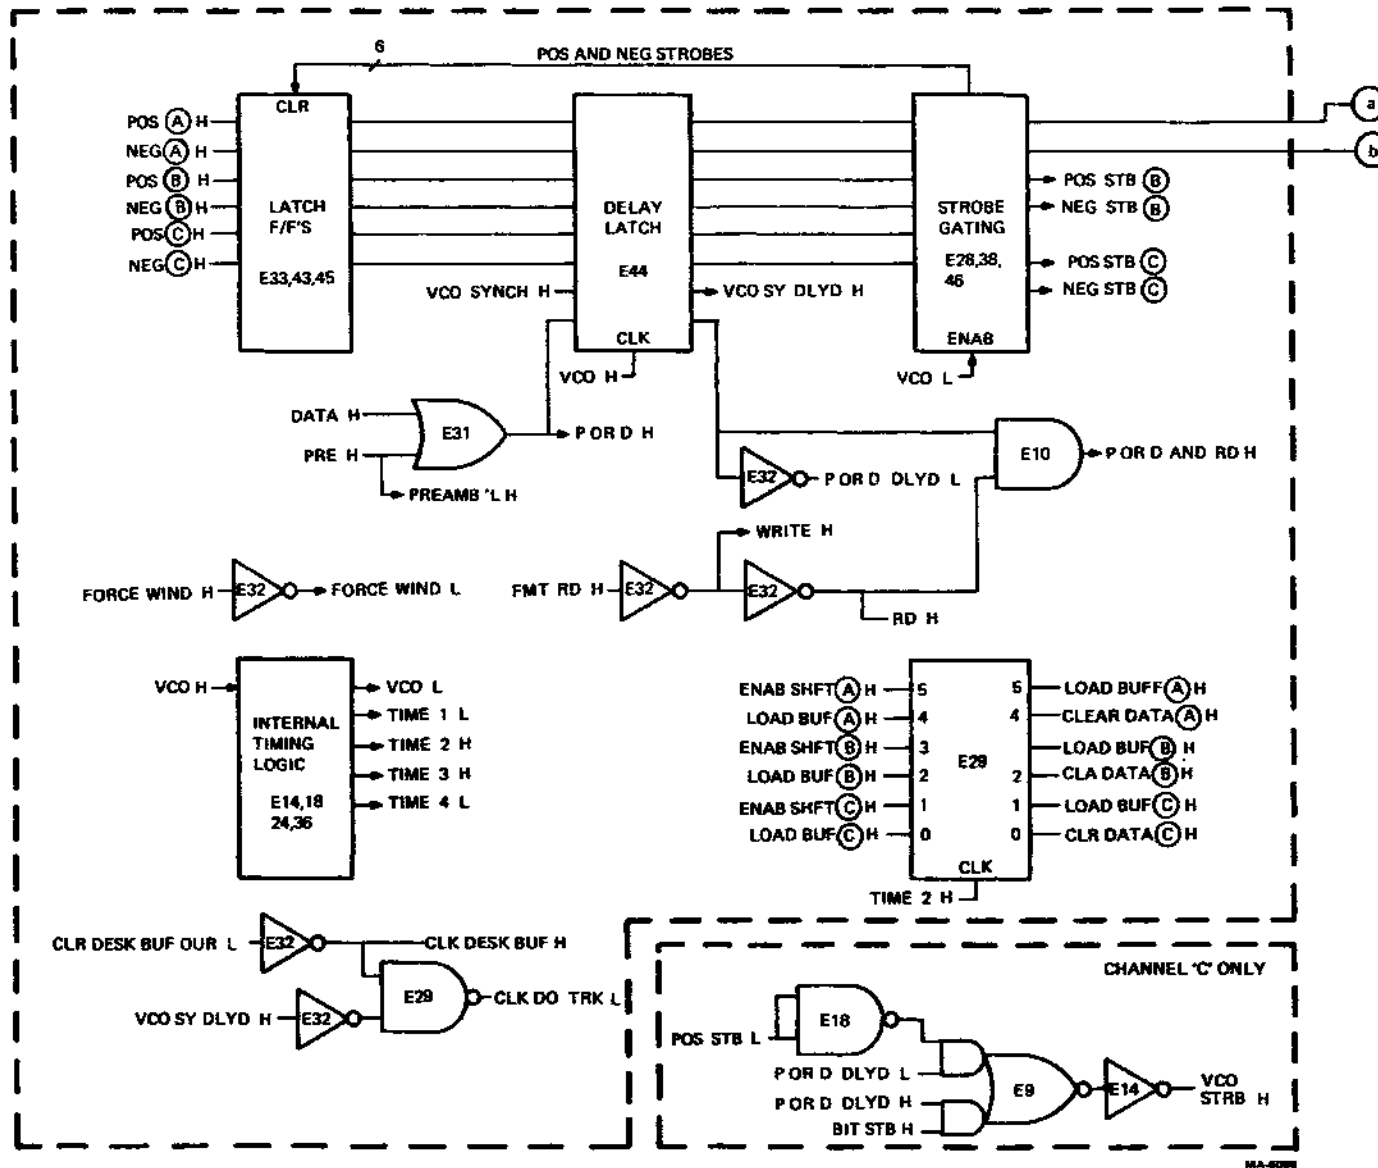 6
POS AND NEG STROBES
CLR
POS A H
NEG A H
POS B H
NEG B H
POS C H
NEG C H
LATCH
F/F'S
E33,43,45
DELAY
LATCH
E44
VCO SYNCH H
VCO SY DLYD H
CLK
VCO H
STROBE
GATING
E28,38,
46
ENAB
VCO L
a
b
POS STB B
NEG STB B
POS STB C
NEG STB C
DATA H
PRE H
E31
P OR D H
PREAMB 'L H
E32
P OR D DLYD L
E10
P OR D AND RD H
FORCE WIND H
E32
FORCE WIND L
FMT RD H
E32
WRITE H
E32
RD H
VCO H
INTERNAL
TIMING
LOGIC
E14,18
24,36
VCO L
TIME 1 L
TIME 2 H
TIME 3 H
TIME 4 L
ENAB SHFT A H 5
LOAD BUF A H 4
ENAB SHFT B H 3
LOAD BUF B H 2
ENAB SHFT C H 1
LOAD BUF C H 0
E29
5 LOAD BUFF A H
4 CLEAR DATA A H
LOAD BUF B H
2 CLA DATA B H
1 LOAD BUF C H
0 CLR DATA C H
CLK
TIME 2 H
CLR DESK BUF OUR L
E32
CLK DESK BUF H
E29
CLK DO TRK L
VCO SY DLYD H
E32
CHANNEL 'C' ONLY
POS STB L
E18
P OR D DLYD L
P OR D DLYD H
BIT STB H
E9
E14
VCO
STRB H